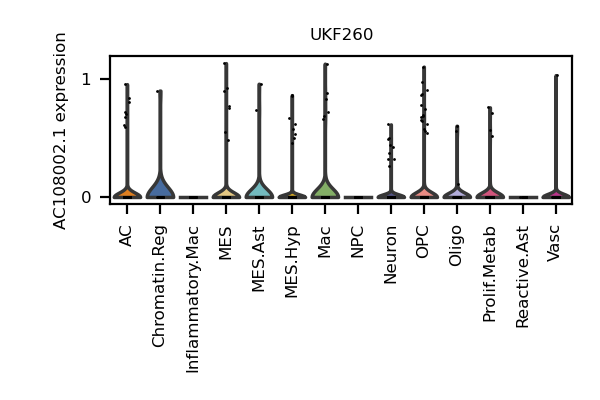 UKF260
AC108002.1 expression
1
0
AC
Chromatin.Reg
Inflammatory.Mac
MES
MES.Ast
MES.Hyp
Mac
NPC
Neuron
OPC
Oligo
Prolif.Metab
Reactive.Ast
Vasc